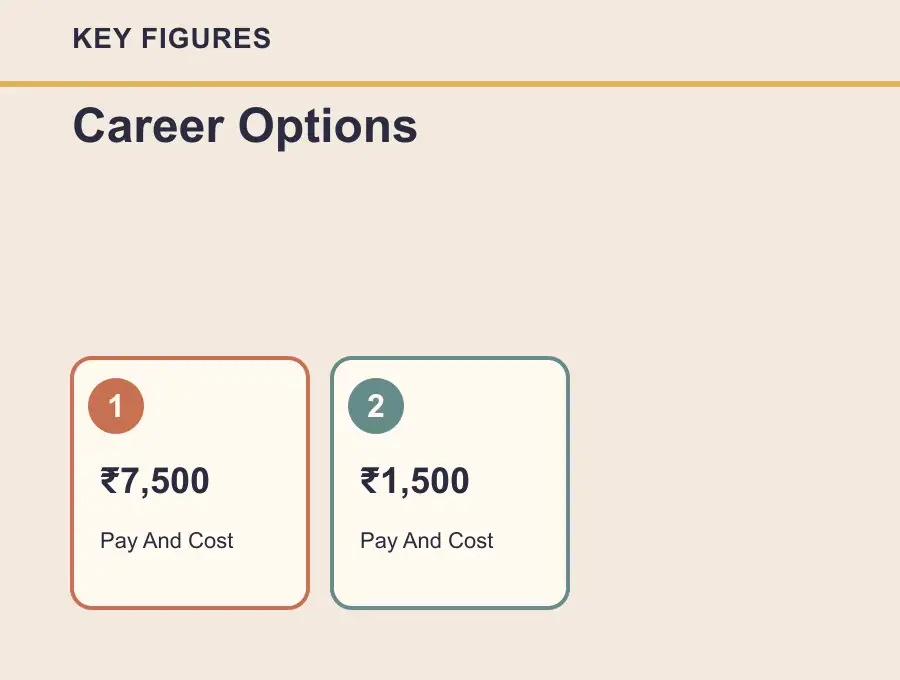 KEY FIGURES
Career Options
1
₹7,500
Pay And Cost
2
₹1,500
Pay And Cost